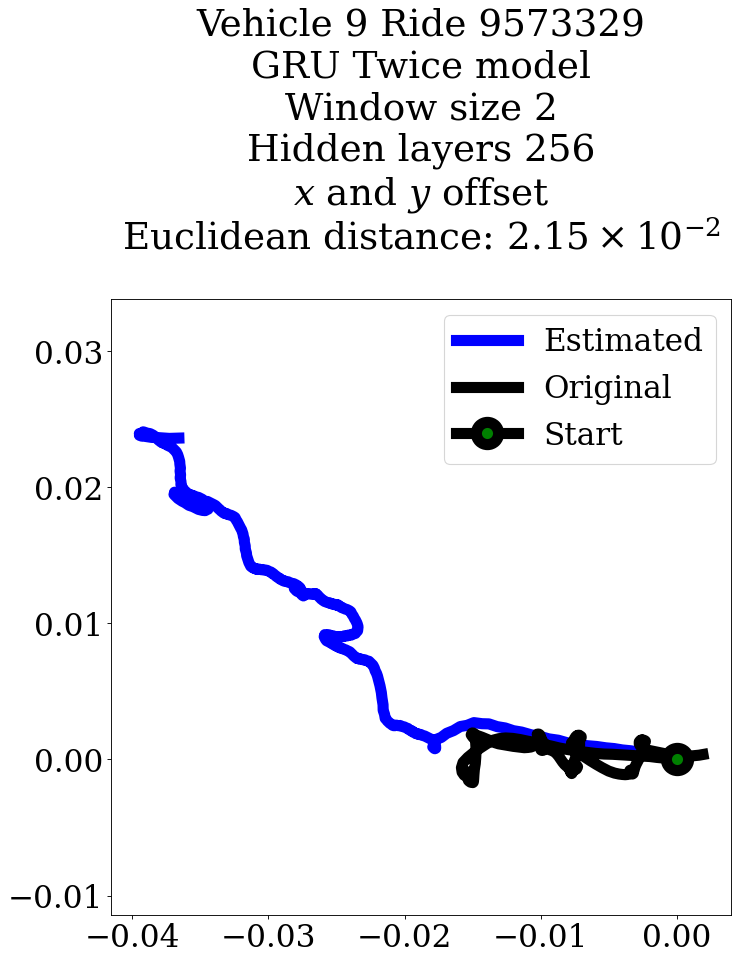 Vehicle 9 Ride 9573329
GRU Twice model
Window size 2
Hidden layers 256
x and y offset
Euclidean distance: 2.15 × 10⁻²
Estimated
Original
Start
0.03
0.02
0.01
0.00
−0.01
−0.04 −0.03 −0.02 −0.01 0.00